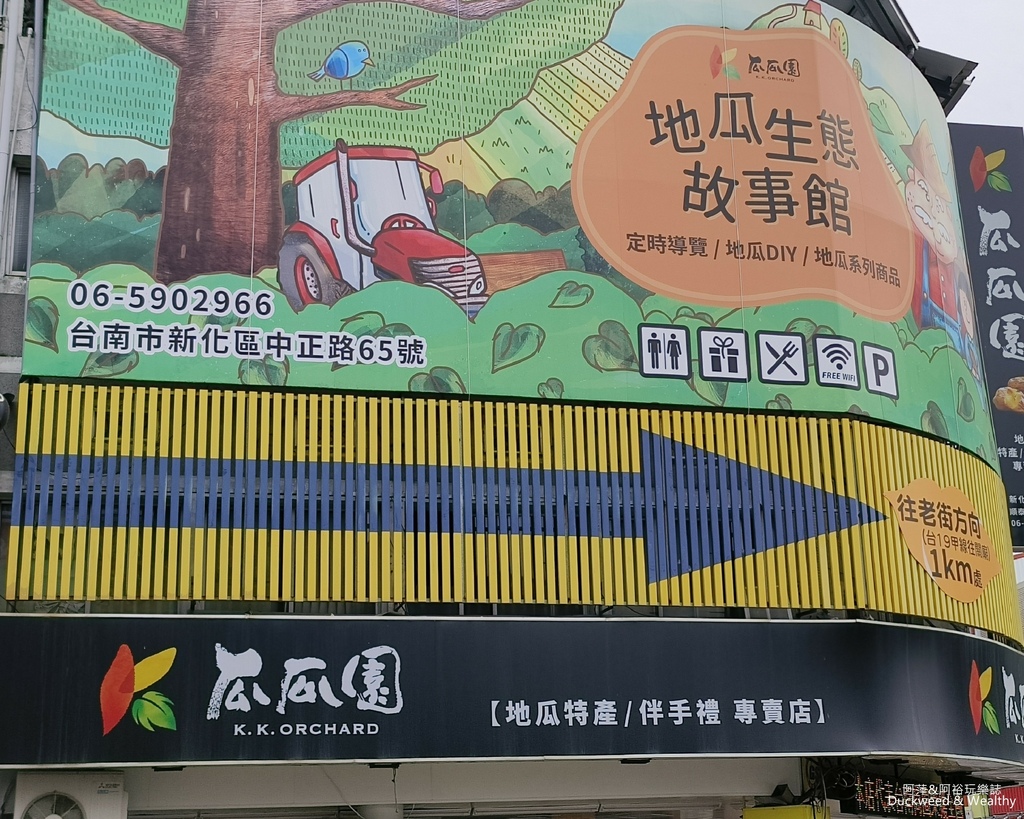 瓜瓜園
K.K. ORCHARD
地瓜生態
故事館
定時導覽 / 地瓜DIY / 地瓜系列商品
06-5902966
台南市新化區中正路65號
FREE WIFI
P
往老街方向
(台19甲線往關廟)
1km處
瓜瓜園
K.K. ORCHARD
【地瓜特產/伴手禮 專賣店】
瓜瓜園
特產/
阿萍&阿裕玩樂誌
Duckweed & Wealthy